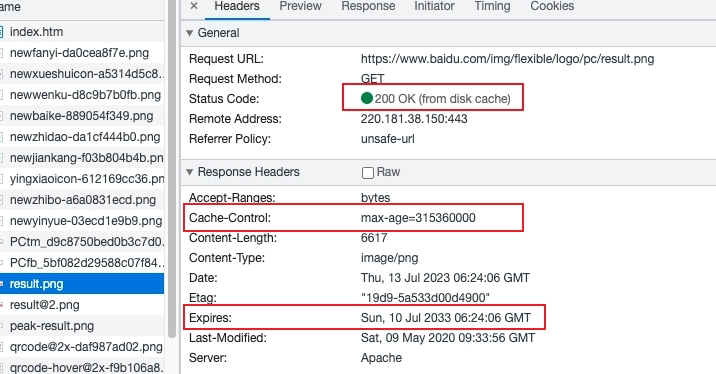 ame
index.htm
newfanyi-da0cea8f7e.png
newxueshuicon-a5314d5c8..
newwenku-d8c9b7b0fb.png
newbaike-889054f349.png
newzhidao-da1cf444b0.png
newjiankang-f03b804b4b.pn
yingxiaoicon-612169cc36.pn
newzhibo-a6a0831ecd.png
newyinyue-03ecd1e9b9.png
PCtm_d9c8750bed0b3c7d0.
PCfb_5bf082d29588c07f84...
result.png
result@2.png
peak-result.png
qrcode@2x-daf987ad02.png
qrcode-hover@2x-f9b106a8.
× Headers Preview Response Initiator Timing Cookies
▼ General
Request URL: https://www.baidu.com/img/flexible/logo/pc/result.png
Request Method: GET
Status Code: 200 OK (from disk cache)
Remote Address: 220.181.38.150:443
Referrer Policy: unsafe-url
▼ Response Headers Raw
Accept-Ranges: bytes
Cache-Control: max-age=315360000
Content-Length: 6617
Content-Type: image/png
Date: Thu, 13 Jul 2023 06:24:06 GMT
Etag: "19d9-5a533d00d4900"
Expires: Sun, 10 Jul 2033 06:24:06 GMT
Last-Modified: Sat, 09 May 2020 09:33:56 GMT
Server: Apache